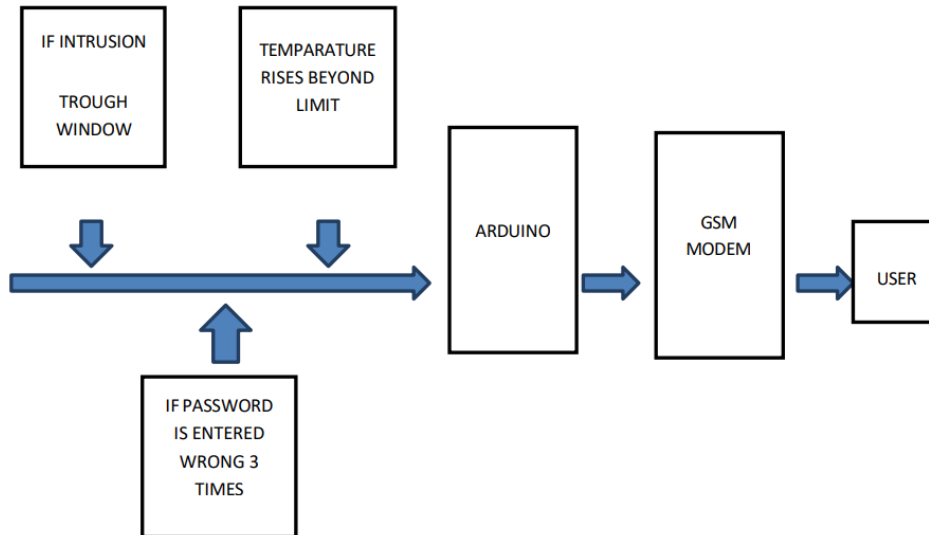 IF INTRUSION
TROUGH
WINDOW
TEMPARATURE
RISES BEYOND
LIMIT
ARDUINO
GSM
MODEM
USER
IF PASSWORD
IS ENTERED
WRONG 3
TIMES